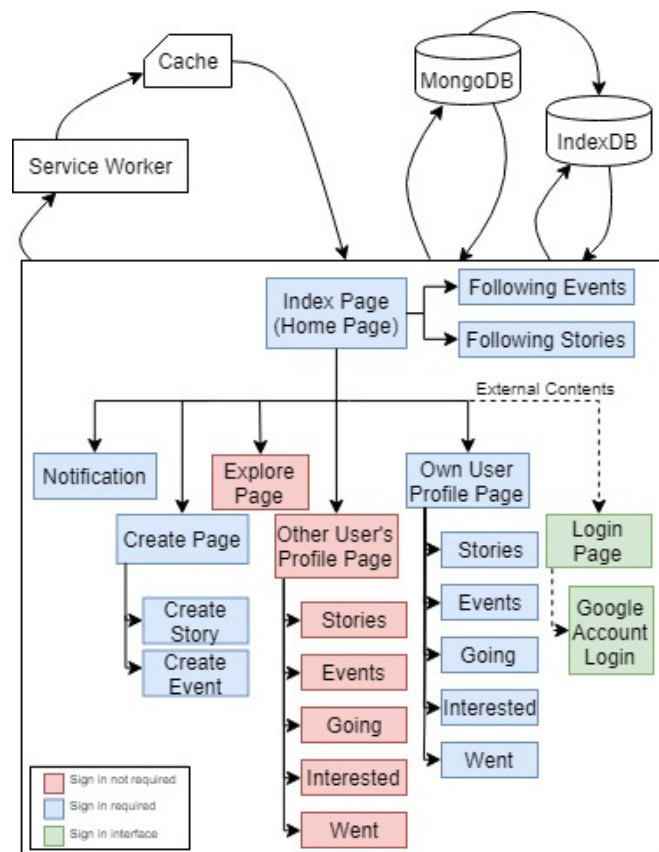 Cache
MongoDB
IndexDB
Service Worker
Index Page
(Home Page)
Following Events
Following Stories
External Contents
Notification
Explore
Page
Own User
Profile Page
Create Page
Other User's
Profile Page
Login
Page
Stories
Events
Going
Interested
Went
Google
Account
Login
Create
Story
Create
Event
Stories
Events
Going
Interested
Went
Sign in not required
Sign in required
Sign in interface